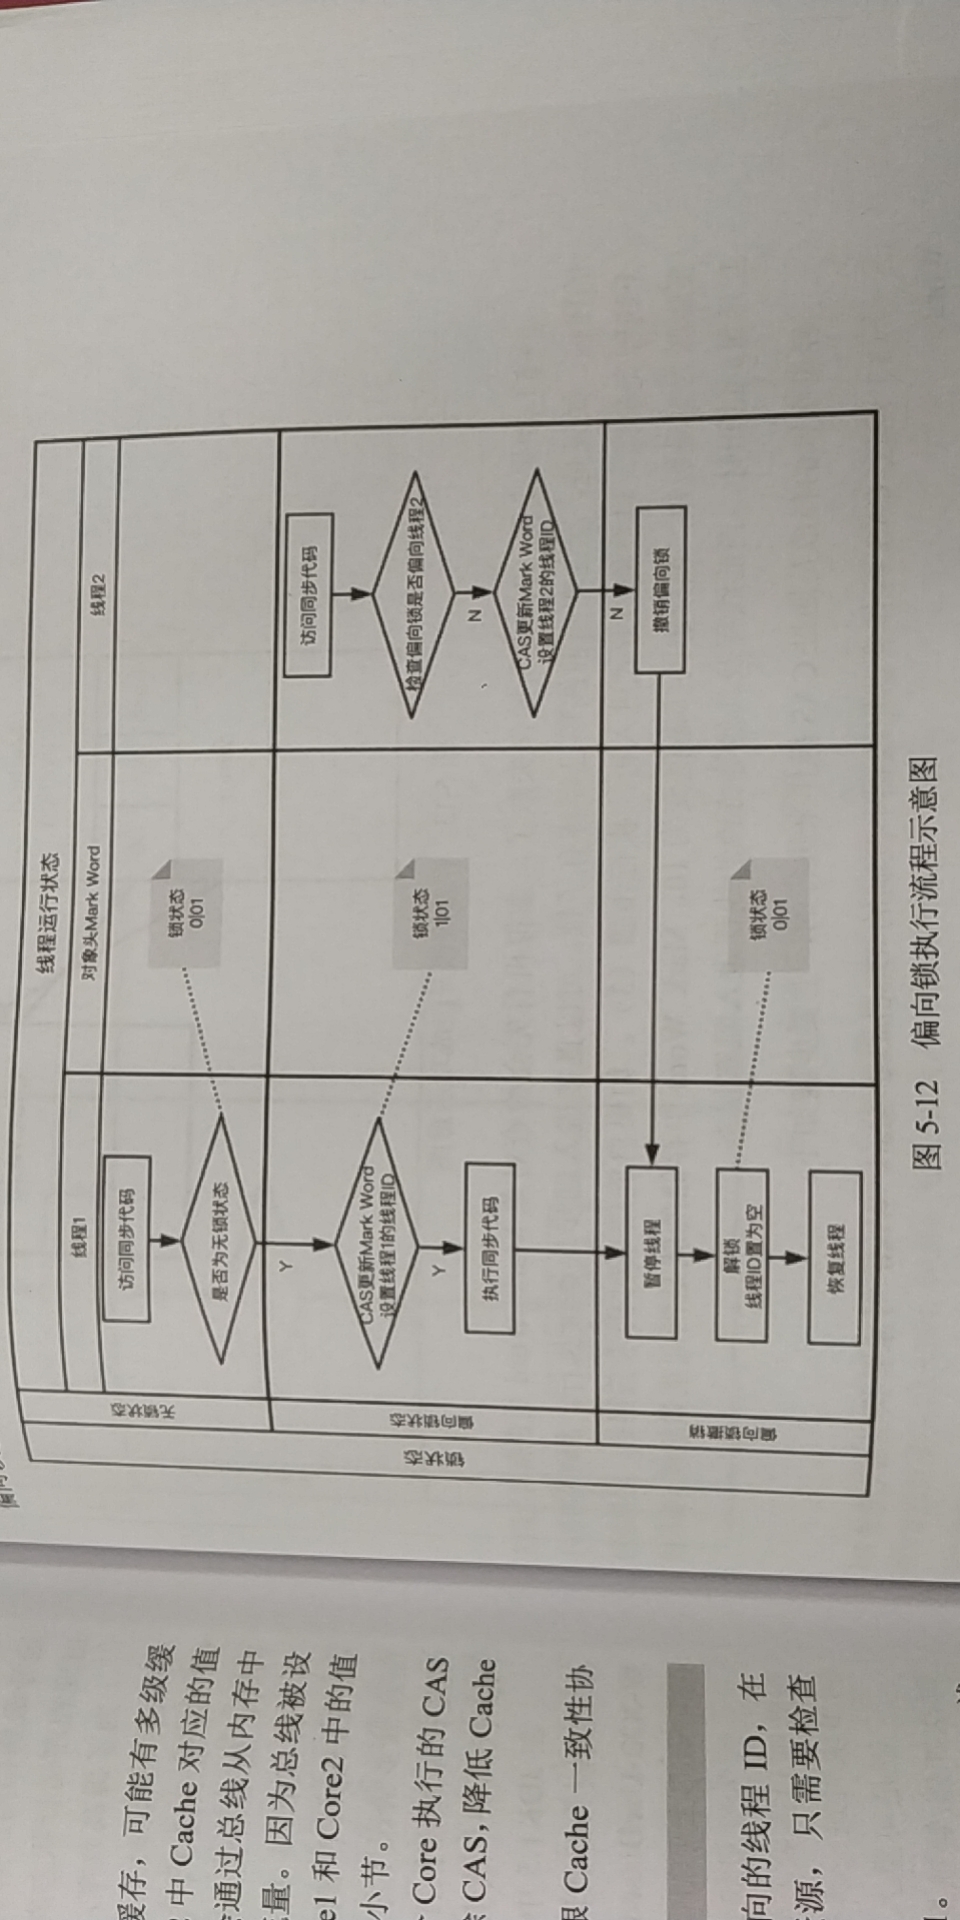 缓存，可能有多级缓
中 Cache 对应的值
通过总线从内存中
量。因为总线被设
e1 和 Core2 中的值
小节。
Core 执行的 CAS
CAS，降低 Cache
Cache 一致性协
向的线程 ID，在
源，只需要检查
偏向
线程运行状态
线程1
对象头Mark Word
线程2
锁状态
无锁状态
访问同步代码
是否为无锁状态
锁状态
0|01
偏向锁状态
Y
CAS更新Mark Word
设置线程1的线程ID
Y
执行同步代码
锁状态
1|01
访问同步代码
检查偏向锁是否偏向线程2
N
CAS更新Mark Word
设置线程2的线程ID
N
偏向锁撤销
暂停线程
撤销偏向锁
解锁
线程ID置为空
锁状态
0|01
恢复线程
图 5-12 偏向锁执行流程示意图